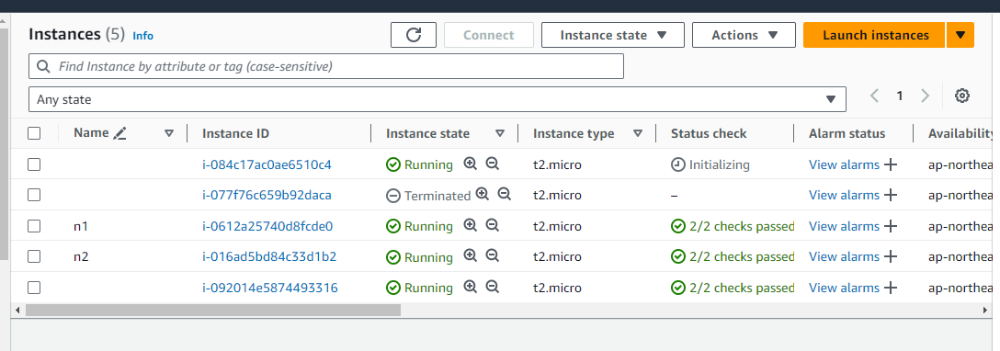 Instances (5) Info Connect Instance state Actions Launch instances
Find Instance by attribute or tag (case-sensitive)
Any state 1
Name Instance ID Instance state Instance type Status check Alarm status Availability
i-084c17ac0ae6510c4 Running t2.micro Initializing View alarms + ap-northea
i-077f76c659b92daca Terminated t2.micro – View alarms + ap-northea
n1 i-0612a25740d8fcde0 Running t2.micro 2/2 checks passed View alarms + ap-northea
n2 i-016ad5bd84c33d1b2 Running t2.micro 2/2 checks passed View alarms + ap-northea
i-092014e5874493316 Running t2.micro 2/2 checks passed View alarms + ap-northea